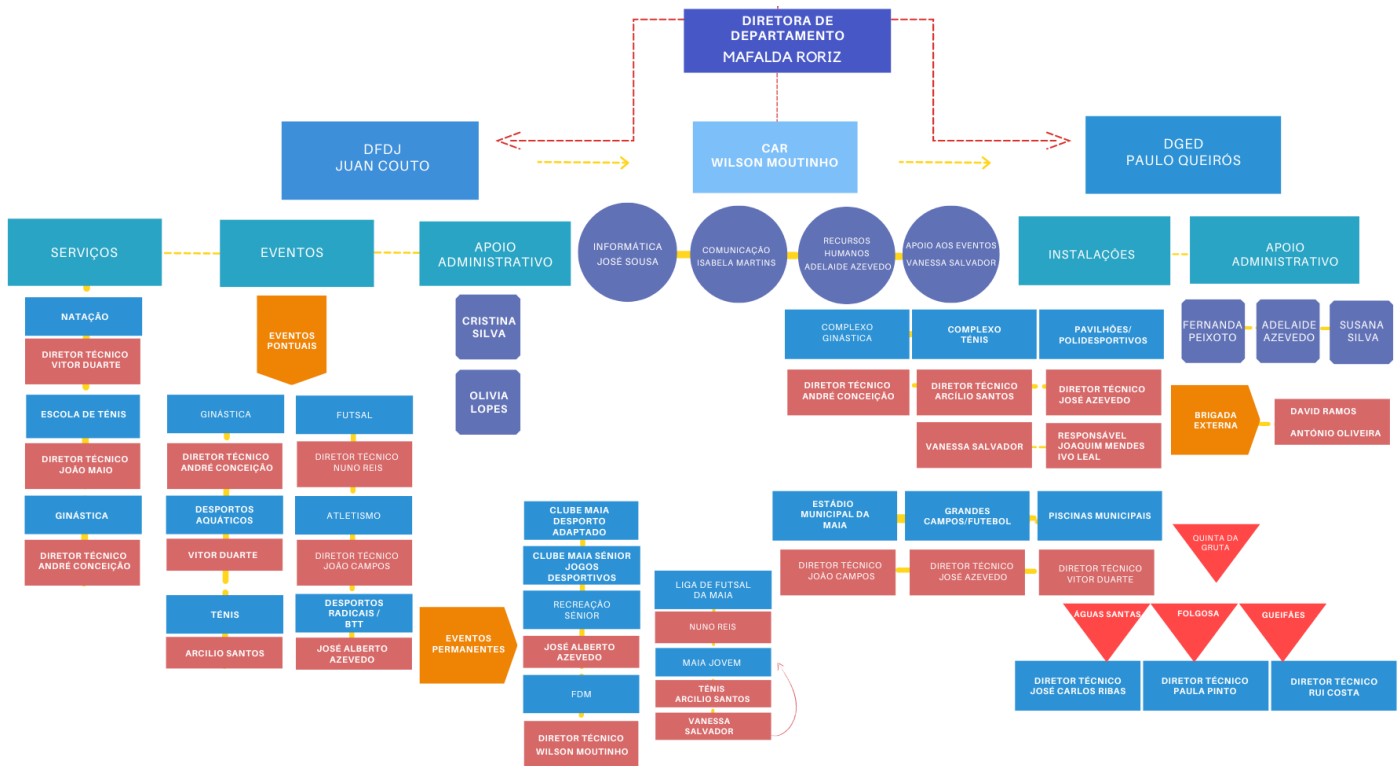 DIRETORA DE
DEPARTAMENTO
MAFALDA RORIZ
DFDJ
JUAN COUTO
CAR
WILSON MOUTINHO
DGED
PAULO QUEIRÓS
SERVIÇOS
EVENTOS
APOIO
ADMINISTRATIVO
INFORMÁTICA
JOSÉ SOUSA
COMUNICAÇÃO
ISABELA MARTINS
RECURSOS
HUMANOS
ADELAIDE AZEVEDO
APOIO AOS EVENTOS
VANESSA SALVADOR
INSTALAÇÕES
APOIO
ADMINISTRATIVO
NATAÇÃO
DIRETOR TÉCNICO
VITOR DUARTE
ESCOLA DE TÉNIS
DIRETOR TÉCNICO
JOÃO MAIO
GINÁSTICA
DIRETOR TÉCNICO
ANDRÉ CONCEIÇÃO
EVENTOS
PONTUAIS
GINÁSTICA
DIRETOR TÉCNICO
ANDRÉ CONCEIÇÃO
DESPORTOS
AQUÁTICOS
VITOR DUARTE
TÉNIS
ARCILIO SANTOS
FUTSAL
DIRETOR TÉCNICO
NUNO REIS
ATLETISMO
DIRETOR TÉCNICO
JOÃO CAMPOS
DESPORTOS
RADICAIS /
BTT
JOSÉ ALBERTO
AZEVEDO
CRISTINA
SILVA
OLIVIA
LOPES
EVENTOS
PERMANENTES
CLUBE MAIA
DESPORTO
ADAPTADO
CLUBE MAIA SÉNIOR
JOGOS
DESPORTIVOS
RECREAÇÃO
SÉNIOR
JOSÉ ALBERTO
AZEVEDO
FDM
DIRETOR TÉCNICO
WILSON MOUTINHO
LIGA DE FUTSAL
DA MAIA
NUNO REIS
MAIA JOVEM
TÉNIS
ARCILIO SANTOS
VANESSA
SALVADOR
COMPLEXO
GINÁSTICA
COMPLEXO
TÉNIS
PAVILHÕES/
POLIDESPORTIVOS
DIRETOR TÉCNICO
ANDRÉ CONCEIÇÃO
DIRETOR TÉCNICO
ARCÍLIO SANTOS
DIRETOR TÉCNICO
JOSÉ AZEVEDO
VANESSA SALVADOR
RESPONSÁVEL
JOAQUIM MENDES
IVO LEAL
FERNANDA
PEIXOTO
ADELAIDE
AZEVEDO
SUSANA
SILVA
BRIGADA
EXTERNA
DAVID RAMOS
ANTÓNIO OLIVEIRA
ESTÁDIO
MUNICIPAL DA
MAIA
GRANDES
CAMPOS/FUTEBOL
PISCINAS MUNICIPAIS
DIRETOR TÉCNICO
JOÃO CAMPOS
DIRETOR TÉCNICO
JOSÉ AZEVEDO
DIRETOR TÉCNICO
VITOR DUARTE
QUINTA DA
GRUTA
ÁGUAS SANTAS
FOLGOSA
GUEIFÃES
DIRETOR TÉCNICO
JOSÉ CARLOS RIBAS
DIRETOR TÉCNICO
PAULA PINTO
DIRETOR TÉCNICO
RUI COSTA